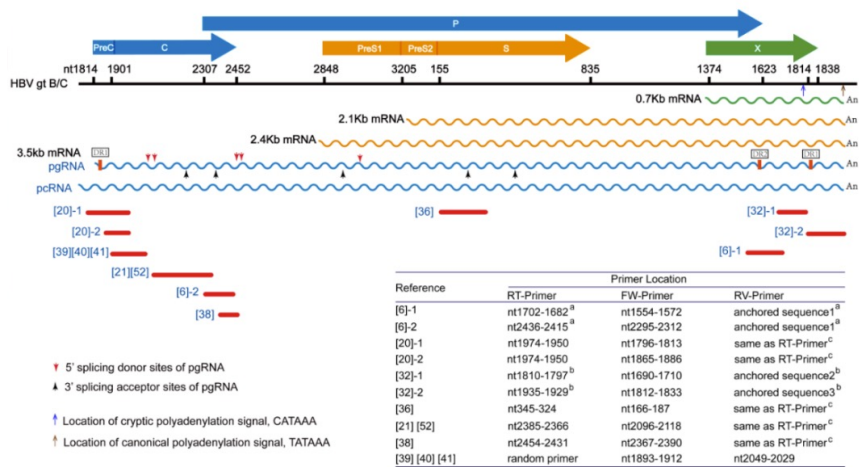 P
PreC C PreS1 PreS2 S X
nt1814 1901 2307 2452 2848 3205 155 835 1374 1623 1814 1838
HBV gt B/C
0.7Kb mRNA An
2.1Kb mRNA An
2.4Kb mRNA An
3.5kb mRNA DR1 DR2 DR1
pgRNA An
pcRNA An
[20]-1 [36] [32]-1
[20]-2 [32]-2
[39][40][41] [6]-1
[21][52]
[6]-2
[38]
Reference Primer Location
RT-Primer FW-Primer RV-Primer
[6]-1 nt1702-1682a nt1554-1572 anchored sequence1a
[6]-2 nt2436-2415a nt2295-2312 anchored sequence1a
[20]-1 nt1974-1950 nt1796-1813 same as RT-Primerc
[20]-2 nt1974-1950 nt1865-1886 same as RT-Primerc
[32]-1 nt1810-1797b nt1690-1710 anchored sequence2b
[32]-2 nt1935-1929b nt1812-1833 anchored sequence3b
[36] nt345-324 nt166-187 same as RT-Primerc
[21] [52] nt2385-2366 nt2096-2118 same as RT-Primerc
[38] nt2454-2431 nt2367-2390 same as RT-Primerc
[39] [40] [41] random primer nt1893-1912 nt2049-2029
5' splicing donor sites of pgRNA
3' splicing acceptor sites of pgRNA
Location of cryptic polyadenylation signal, CATAAA
Location of canonical polyadenylation signal, TATAAA